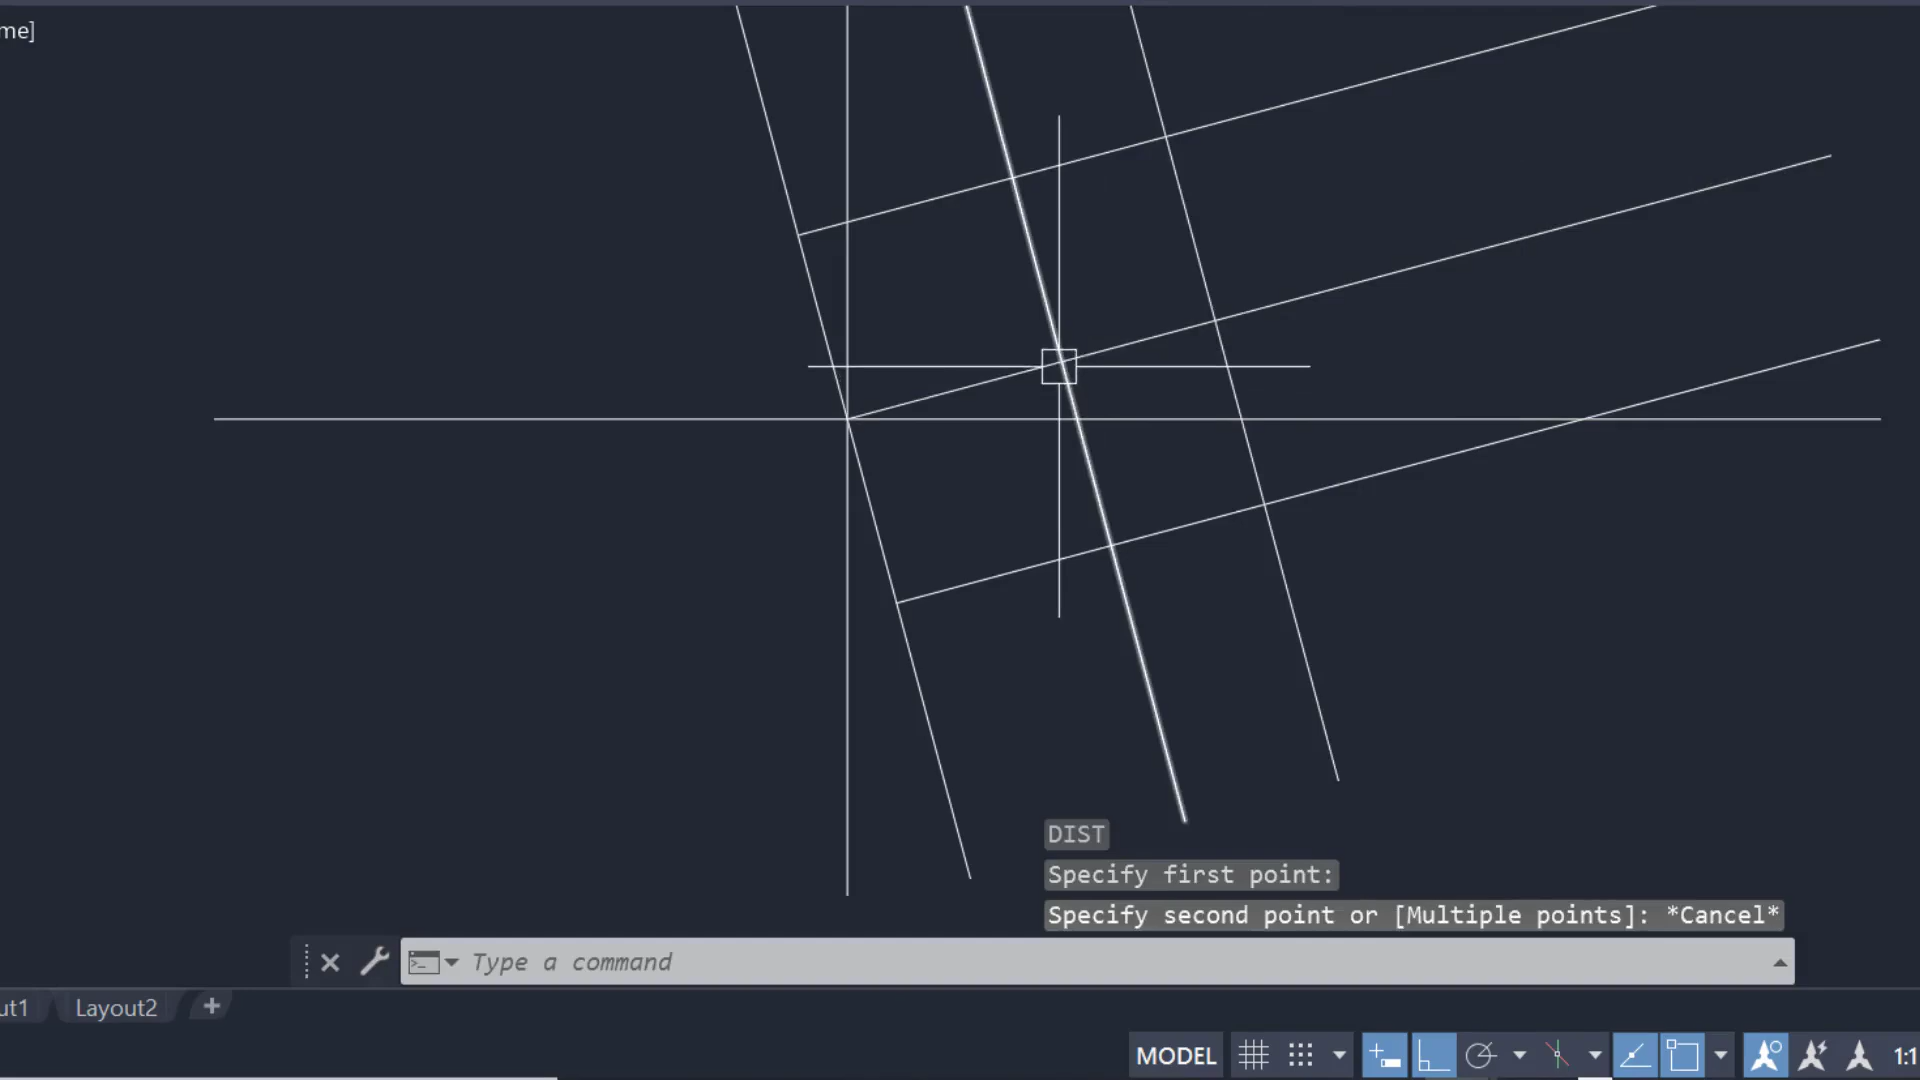 me]
DIST
Specify first point:
Specify second point or [Multiple points]: *Cancel*
Type a command
ut1
Layout2
MODEL
1:1